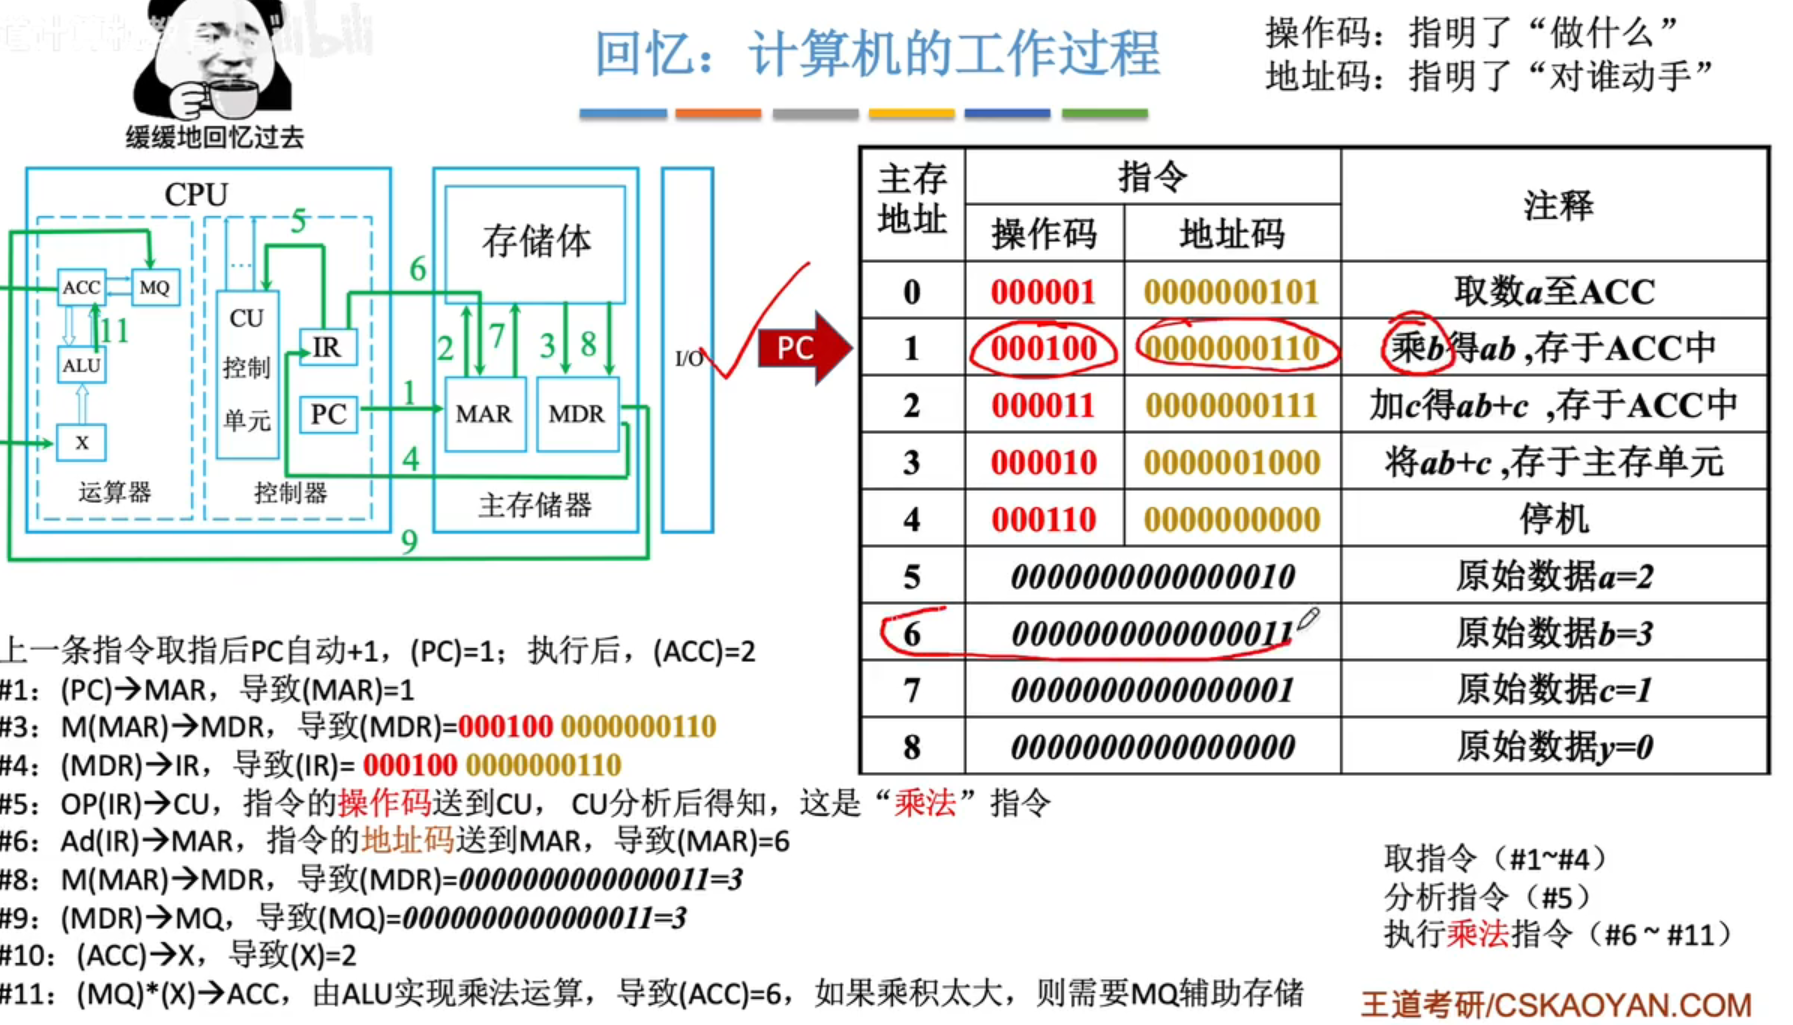 缓缓地回忆过去
回忆：计算机的工作过程
操作码：指明了“做什么”
地址码：指明了“对谁动手”
CPU
5
ACC
MQ
11
ALU
X
运算器
…
CU
控制
单元
IR
PC
控制器
6
1
4
9
存储体
2
7
3
8
MAR
MDR
主存储器
I/O
PC
主存地址 指令 注释
操作码 地址码
0 000001 0000000101 取数a至ACC
1 000100 0000000110 乘b得ab ,存于ACC中
2 000011 0000000111 加c得ab+c ,存于ACC中
3 000010 0000001000 将ab+c ,存于主存单元
4 000110 0000000000 停机
5 0000000000000010 原始数据a=2
6 0000000000000011 原始数据b=3
7 0000000000000001 原始数据c=1
8 0000000000000000 原始数据y=0
上一条指令取指后PC自动+1，(PC)=1；执行后，(ACC)=2
#1：(PC)→MAR，导致(MAR)=1
#3：M(MAR)→MDR，导致(MDR)=000100 0000000110
#4：(MDR)→IR，导致(IR)= 000100 0000000110
#5：OP(IR)→CU，指令的操作码送到CU， CU分析后得知，这是“乘法”指令
#6：Ad(IR)→MAR，指令的地址码送到MAR，导致(MAR)=6
#8：M(MAR)→MDR，导致(MDR)=0000000000000011=3
#9：(MDR)→MQ，导致(MQ)=0000000000000011=3
#10：(ACC)→X，导致(X)=2
#11：(MQ)*(X)→ACC，由ALU实现乘法运算，导致(ACC)=6，如果乘积太大，则需要MQ辅助存储
取指令（#1~#4）
分析指令（#5）
执行乘法指令（#6 ~ #11）
王道考研/CSKAOYAN.COM